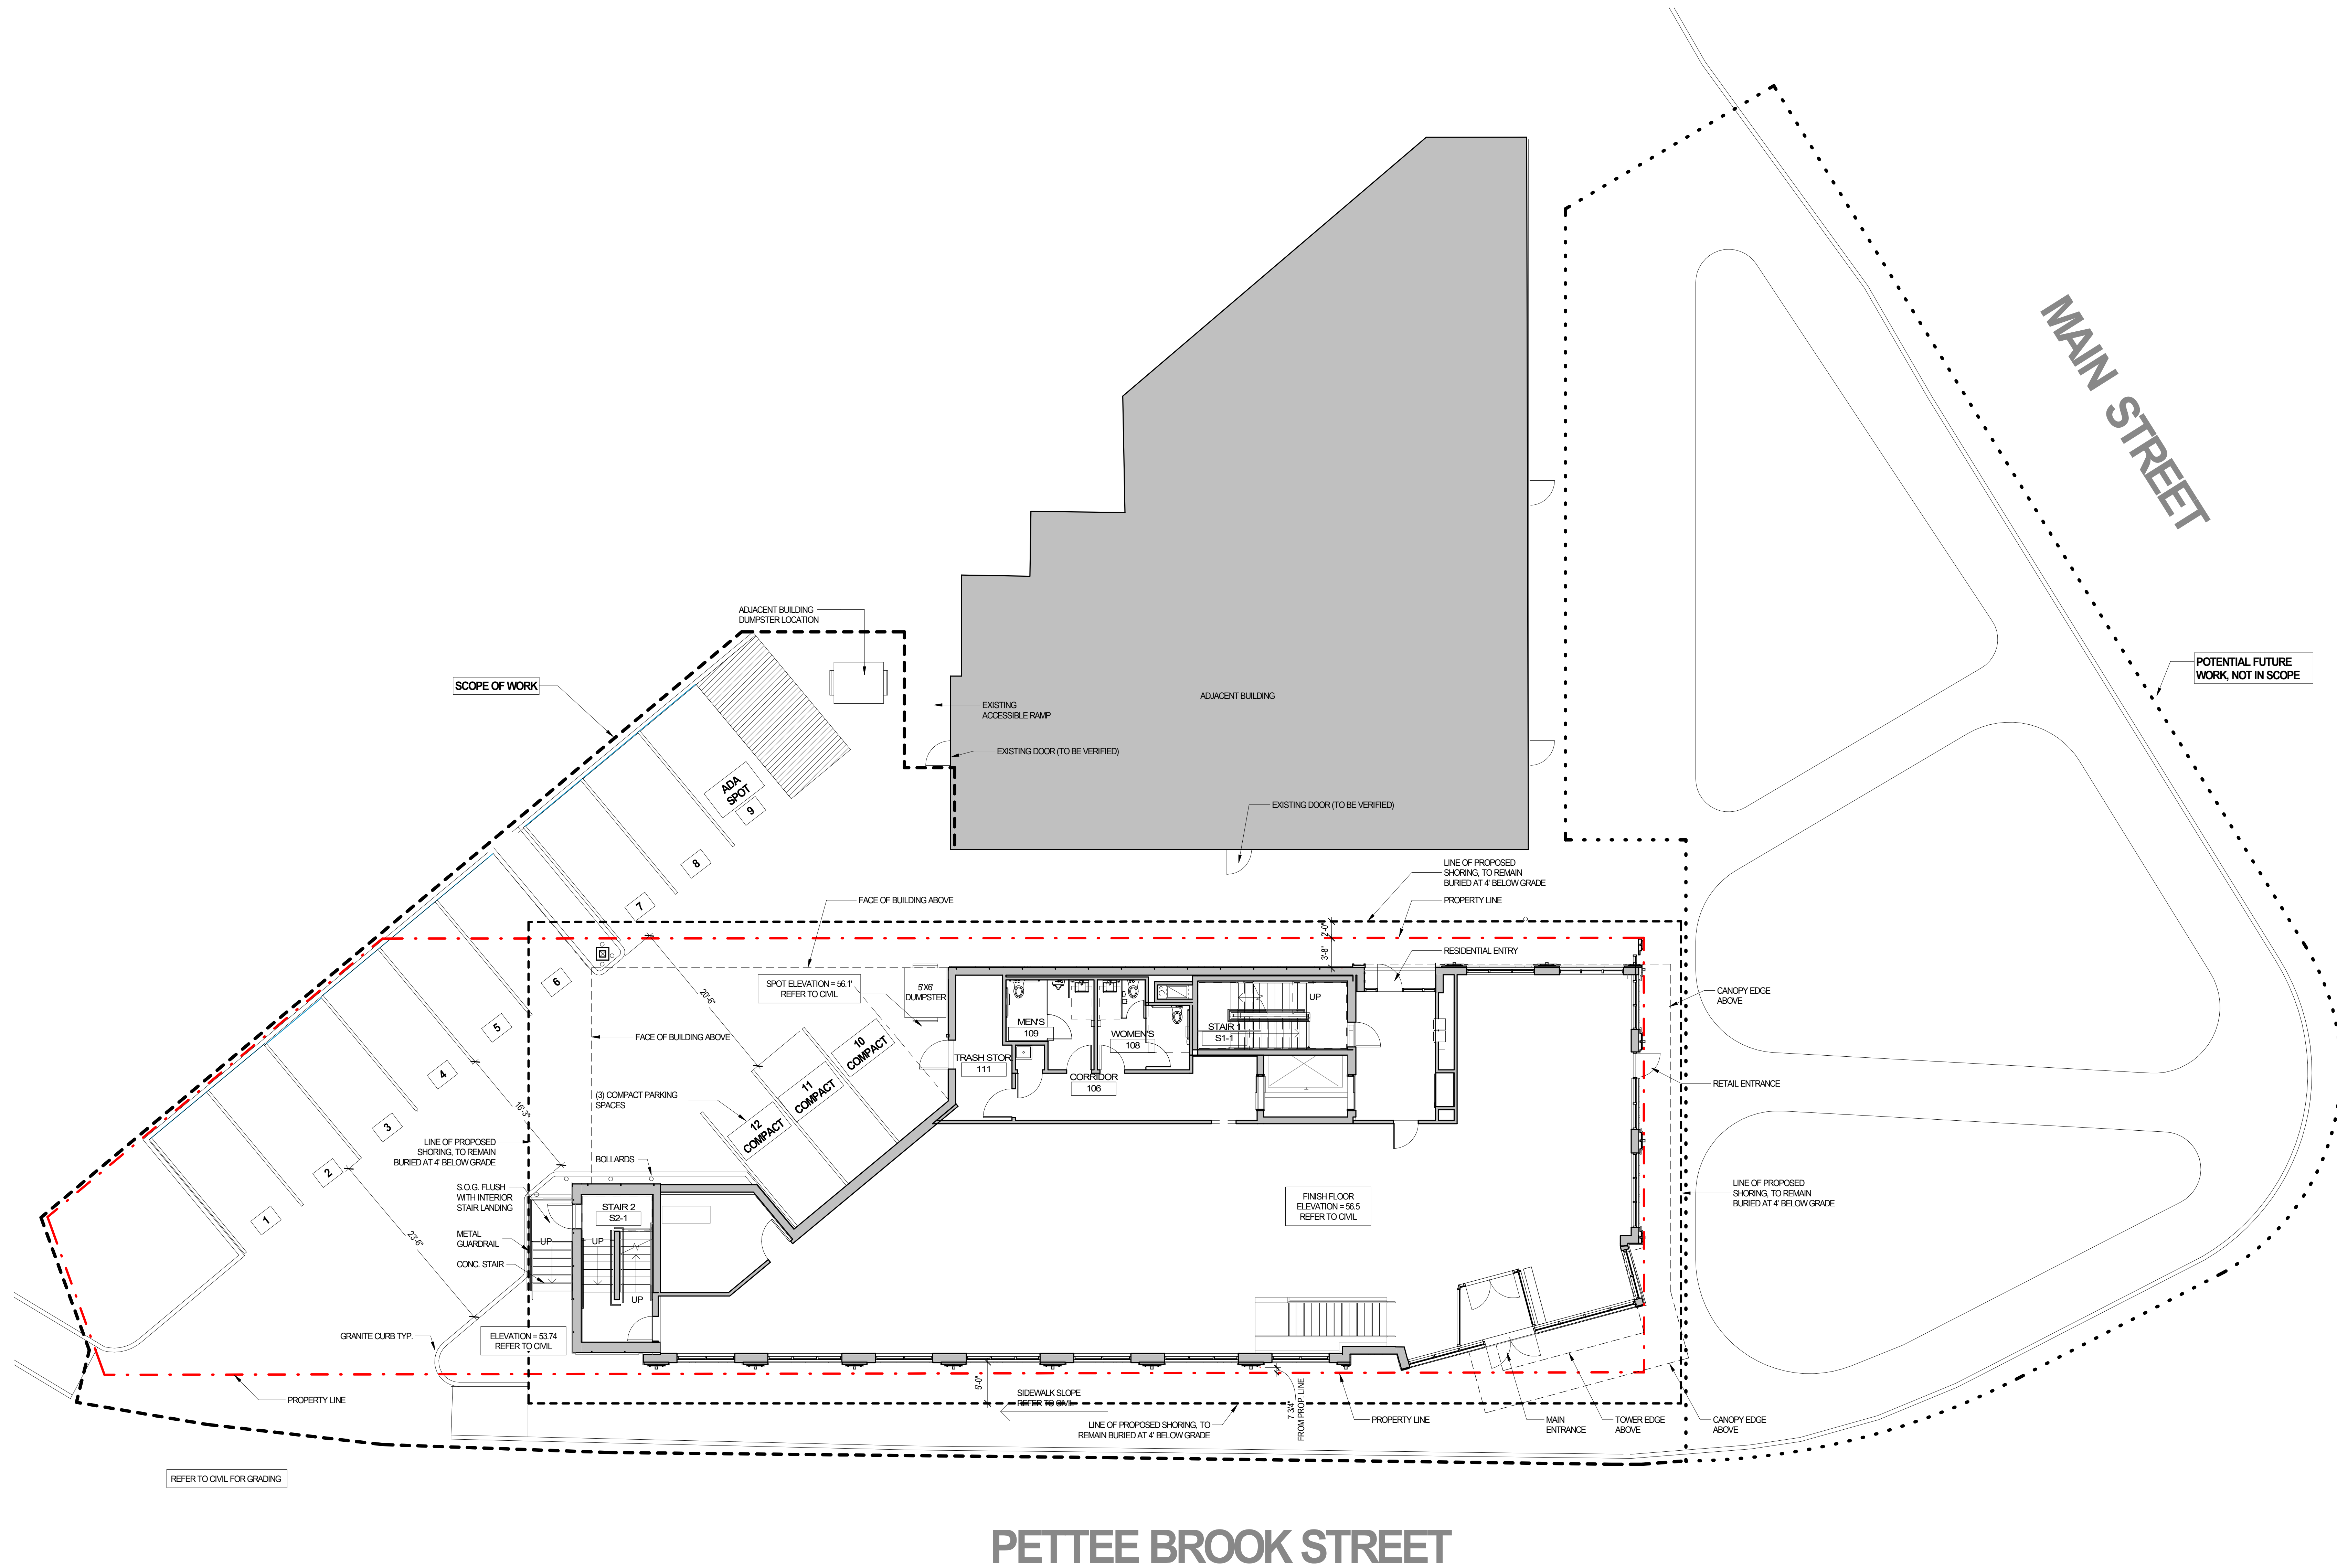 MAIN STREET
ADJACENT BUILDING
DUMPSTER LOCATION
SCOPE OF WORK
POTENTIAL FUTURE
WORK, NOT IN SCOPE
EXISTING
ACCESSIBLE RAMP
ADJACENT BUILDING
EXISTING DOOR (TO BE VERIFIED)
EXISTING DOOR (TO BE VERIFIED)
ADA
SPOT
9
8
7
6
5
4
3
2
1
LINE OF PROPOSED
SHORING, TO REMAIN
BURIED AT 4' BELOW GRADE
FACE OF BUILDING ABOVE
PROPERTY LINE
2'-0"
3'-8"
RESIDENTIAL ENTRY
20'-6"
SPOT ELEVATION = 56.1'
REFER TO CIVIL
5'X6'
DUMPSTER
UP
CANOPY EDGE
ABOVE
MEN'S
109
WOMEN'S
108
STAIR 1
S1-1
FACE OF BUILDING ABOVE
10
COMPACT
11
COMPACT
12
COMPACT
TRASH STOR
111
CORRIDOR
106
RETAIL ENTRANCE
(3) COMPACT PARKING
SPACES
16'-3"
LINE OF PROPOSED
SHORING, TO REMAIN
BURIED AT 4' BELOW GRADE
BOLLARDS
S.O.G. FLUSH
WITH INTERIOR
STAIR LANDING
STAIR 2
S2-1
FINISH FLOOR
ELEVATION = 56.5
REFER TO CIVIL
LINE OF PROPOSED
SHORING, TO REMAIN
BURIED AT 4' BELOW GRADE
METAL
GUARDRAIL
UP
UP
23'-6"
CONC. STAIR
UP
GRANITE CURB TYP.
ELEVATION = 53.74
REFER TO CIVIL
PROPERTY LINE
5'-0"
SIDEWALK SLOPE
REFER TO CIVIL
LINE OF PROPOSED SHORING, TO
REMAIN BURIED AT 4' BELOW GRADE
7 3/4"
FROM PROP. LINE
PROPERTY LINE
MAIN
ENTRANCE
TOWER EDGE
ABOVE
CANOPY EDGE
ABOVE
REFER TO CIVIL FOR GRADING
PETTEE BROOK STREET